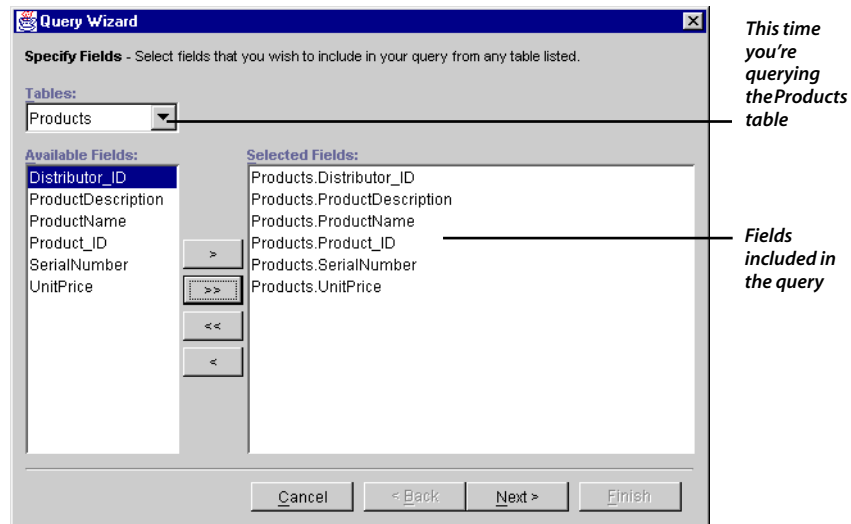 Query Wizard
Specify Fields - Select fields that you wish to include in your query from any table listed.
Tables:
Products
Available Fields:
Distributor_ID
ProductDescription
ProductName
Product_ID
SerialNumber
UnitPrice
>
>>
<<
<
Selected Fields:
Products.Distributor_ID
Products.ProductDescription
Products.ProductName
Products.Product_ID
Products.SerialNumber
Products.UnitPrice
Cancel
< Back
Next >
Finish
This time
you're
querying
theProducts
table
Fields
included in
the query